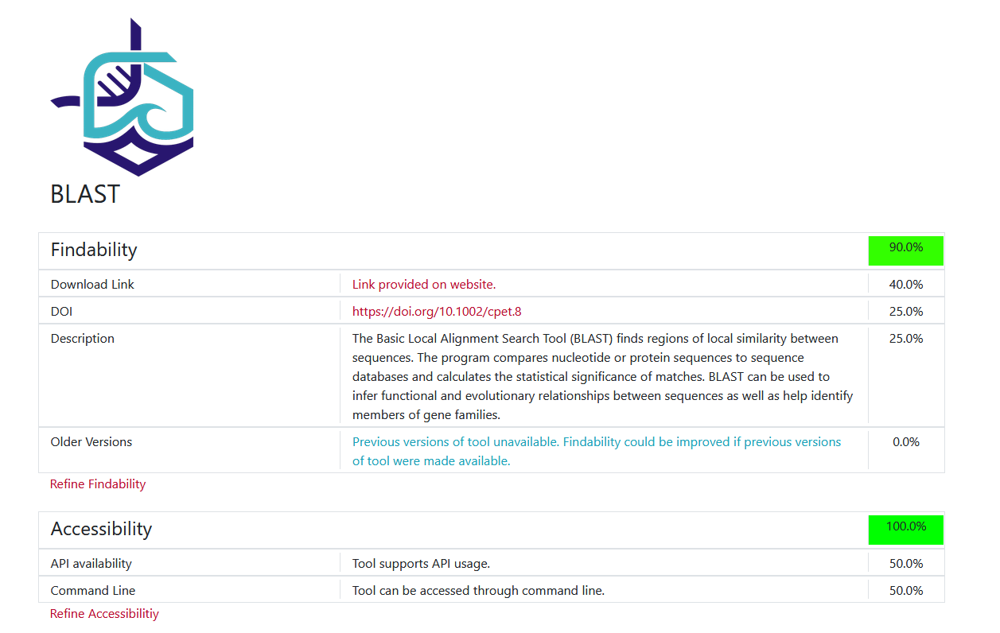 BLAST
Findability 90.0%
Download Link Link provided on website. 40.0%
DOI https://doi.org/10.1002/cpet.8 25.0%
Description The Basic Local Alignment Search Tool (BLAST) finds regions of local similarity between 25.0%
sequences. The program compares nucleotide or protein sequences to sequence
databases and calculates the statistical significance of matches. BLAST can be used to
infer functional and evolutionary relationships between sequences as well as help identify
members of gene families.
Older Versions Previous versions of tool unavailable. Findability could be improved if previous versions 0.0%
of tool were made available.
Refine Findability
Accessibility 100.0%
API availability Tool supports API usage. 50.0%
Command Line Tool can be accessed through command line. 50.0%
Refine Accessibilitiy